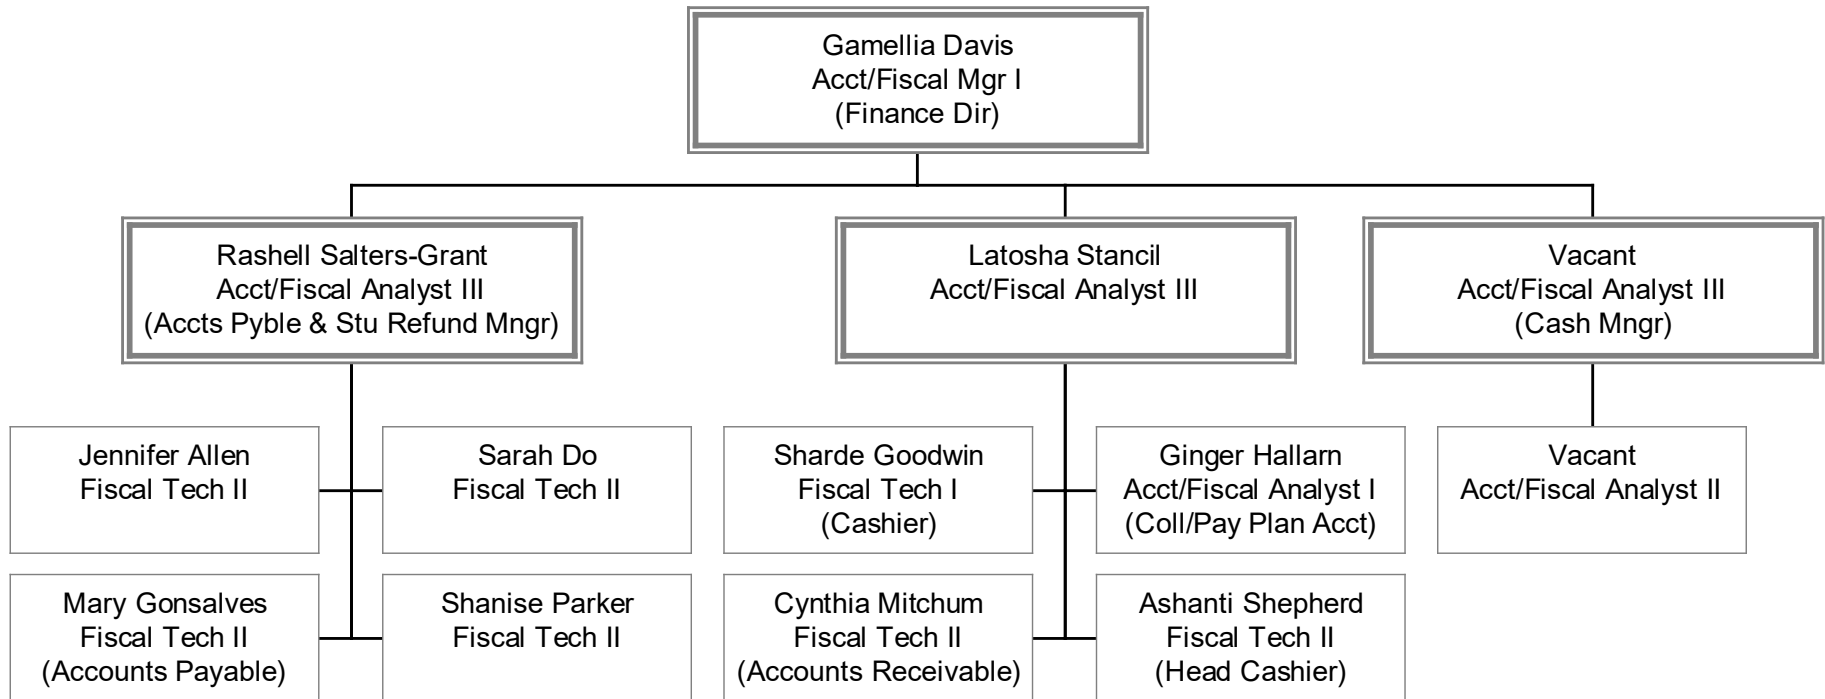 Gamellia Davis
Acct/Fiscal Mgr I
(Finance Dir)
Rashell Salters-Grant
Acct/Fiscal Analyst III
(Accts Pyble & Stu Refund Mngr)
Latosha Stancil
Acct/Fiscal Analyst III
Vacant
Acct/Fiscal Analyst III
(Cash Mngr)
Jennifer Allen
Fiscal Tech II
Sarah Do
Fiscal Tech II
Sharde Goodwin
Fiscal Tech I
(Cashier)
Ginger Hallarn
Acct/Fiscal Analyst I
(Coll/Pay Plan Acct)
Vacant
Acct/Fiscal Analyst II
Mary Gonsalves
Fiscal Tech II
(Accounts Payable)
Shanise Parker
Fiscal Tech II
Cynthia Mitchum
Fiscal Tech II
(Accounts Receivable)
Ashanti Shepherd
Fiscal Tech II
(Head Cashier)